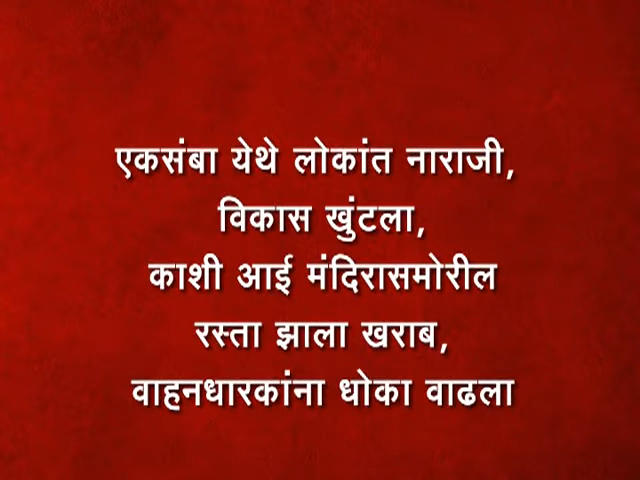 एकसंबा येथे लोकांत नाराजी,
विकास खुंटला,
काशी आई मंदिरासमोरील
रस्ता झाला खराब,
वाहनधारकांना धोका वाढला